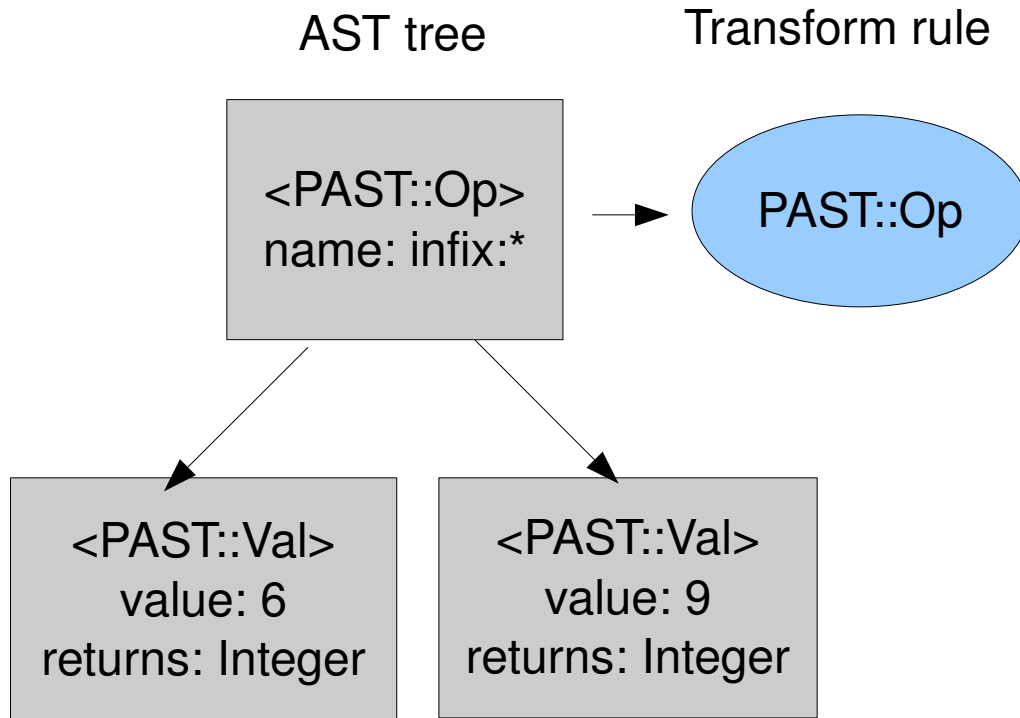 AST tree
Transform rule
<PAST::Op>
name: infix:*
PAST::Op
<PAST::Val>
value: 6
returns: Integer
<PAST::Val>
value: 9
returns: Integer